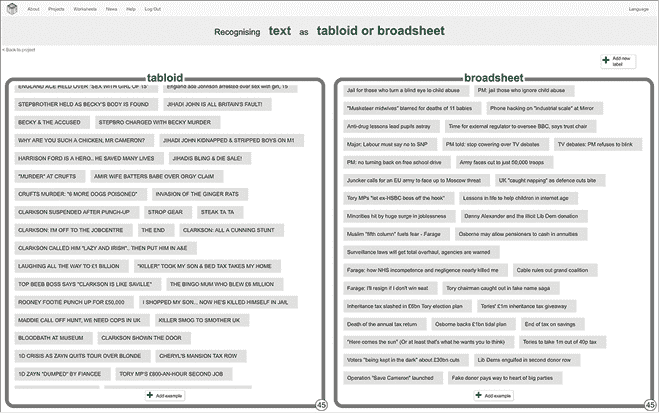 About Projects Worksheets News Help Log Out Language
Recognising text as tabloid or broadsheet
< Back to project
Add new label
tabloid
ENGLAND ACE HELD OVER "SEX WITH GIRL OF 15" England ace Johnson arrested over sex with girl, 15
STEPBROTHER HELD AS BECKY'S BODY IS FOUND JIHADI JOHN IS ALL BRITAIN'S FAULT!
BECKY & THE ACCUSED STEPBRO CHARGED WITH BECKY MURDER
WHY ARE YOU SUCH A CHICKEN, MR CAMERON? JIHADI JOHN KIDNAPPED & STRIPPED BOYS ON M1
HARRISON FORD IS A HERO.. HE SAVED MANY LIVES JIHADIS BLING & DIE SALE!
"MURDER" AT CRUFTS AMIR WIFE BATTERS BABE OVER ORGY CLAIM
CRUFTS MURDER: "6 MORE DOGS POISONED" INVASION OF THE GINGER RATS
CLARKSON SUSPENDED AFTER PUNCH-UP STROP GEAR STEAK TA TA
CLARKSON: I'M OFF TO THE JOBCENTRE THE END CLARKSON: ALL A CUNNING STUNT
CLARKSON CALLED HIM "LAZY AND IRISH".. THEN PUT HIM IN A&E
LAUGHING ALL THE WAY TO £1 BILLION "KILLER" TOOK MY SON & BED TAX TAKES MY HOME
TOP BEEB BOSS SAYS "CLARKSON IS LIKE SAVILLE" THE BINGO MUM WHO BLEW £6 MILLION
ROONEY FOOTIE PUNCH UP FOR £50,000 I SHOPPED MY SON... NOW HE'S KILLED HIMSELF IN JAIL
MADDIE CALL OFF HUNT, WE NEED COPS IN UK KILLER SMOG TO SMOTHER UK
BLOODBATH AT MUSEUM CLARKSON SHOWN THE DOOR
1D CRISIS AS ZAYN QUITS TOUR OVER BLONDE CHERYL'S MANSION TAX ROW
1D ZAYN "DUMPED" BY FIANCEE TORY MP'S £800-AN-HOUR SECOND JOB
Add example
45
broadsheet
Jail for those who turn a blind eye to child abuse PM: jail those who ignore child abuse
"Musketeer midwives" blamed for deaths of 11 babies Phone hacking on "industrial scale" at Mirror
Anti-drug lessons lead pupils astray Time for external regulator to oversee BBC, says trust chair
Major: Labour must say no to SNP PM told: stop cowering over TV debates TV debates: PM refuses to blink
PM: no turning back on free school drive Army faces cut to just 50,000 troops
Juncker calls for an EU army to face up to Moscow threat UK "caught napping" as defence cuts bite
Tory MPs "let ex-HSBC boss off the hook" Lessons in life to help children in internet age
Minorities hit by huge surge in joblessness Danny Alexander and the illicit Lib Dem donation
Muslim "fifth column" fuels fear - Farage Osborne may allow pensioners to cash in annuities
Surveillance laws will get total overhaul, agencies are warned
Farage: how NHS incompetence and negligence nearly killed me Cable rules out grand coalition
Farage: I'll resign if I don't win seat Tory chairman caught out in fake name saga
Inheritance tax slashed in £6bn Tory election plan Tories' £1m inheritance tax giveaway
Death of the annual tax return Osborne backs £1bn tidal plan End of tax on savings
"Here comes the sun" (Or at least that's what he wants you to think) Tories to take 1m out of 40p tax
Voters "being kept in the dark" about £30bn cuts Lib Dems engulfed in second donor row
Operation "Save Cameron" launched Fake donor pays way to heart of big parties
Add example
45